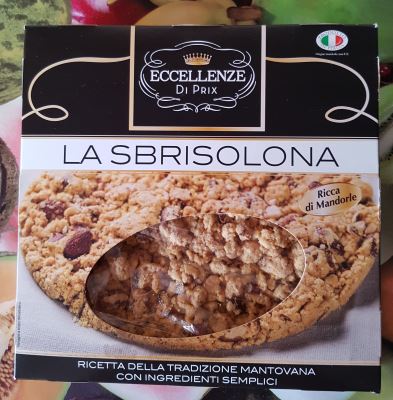 ECCELLENZE
DI PRIX
LA SBRISOLONA
Ricca
di Mandorle
RICETTA DELLA TRADIZIONE MANTOVANA
CON INGREDIENTI SEMPLICI